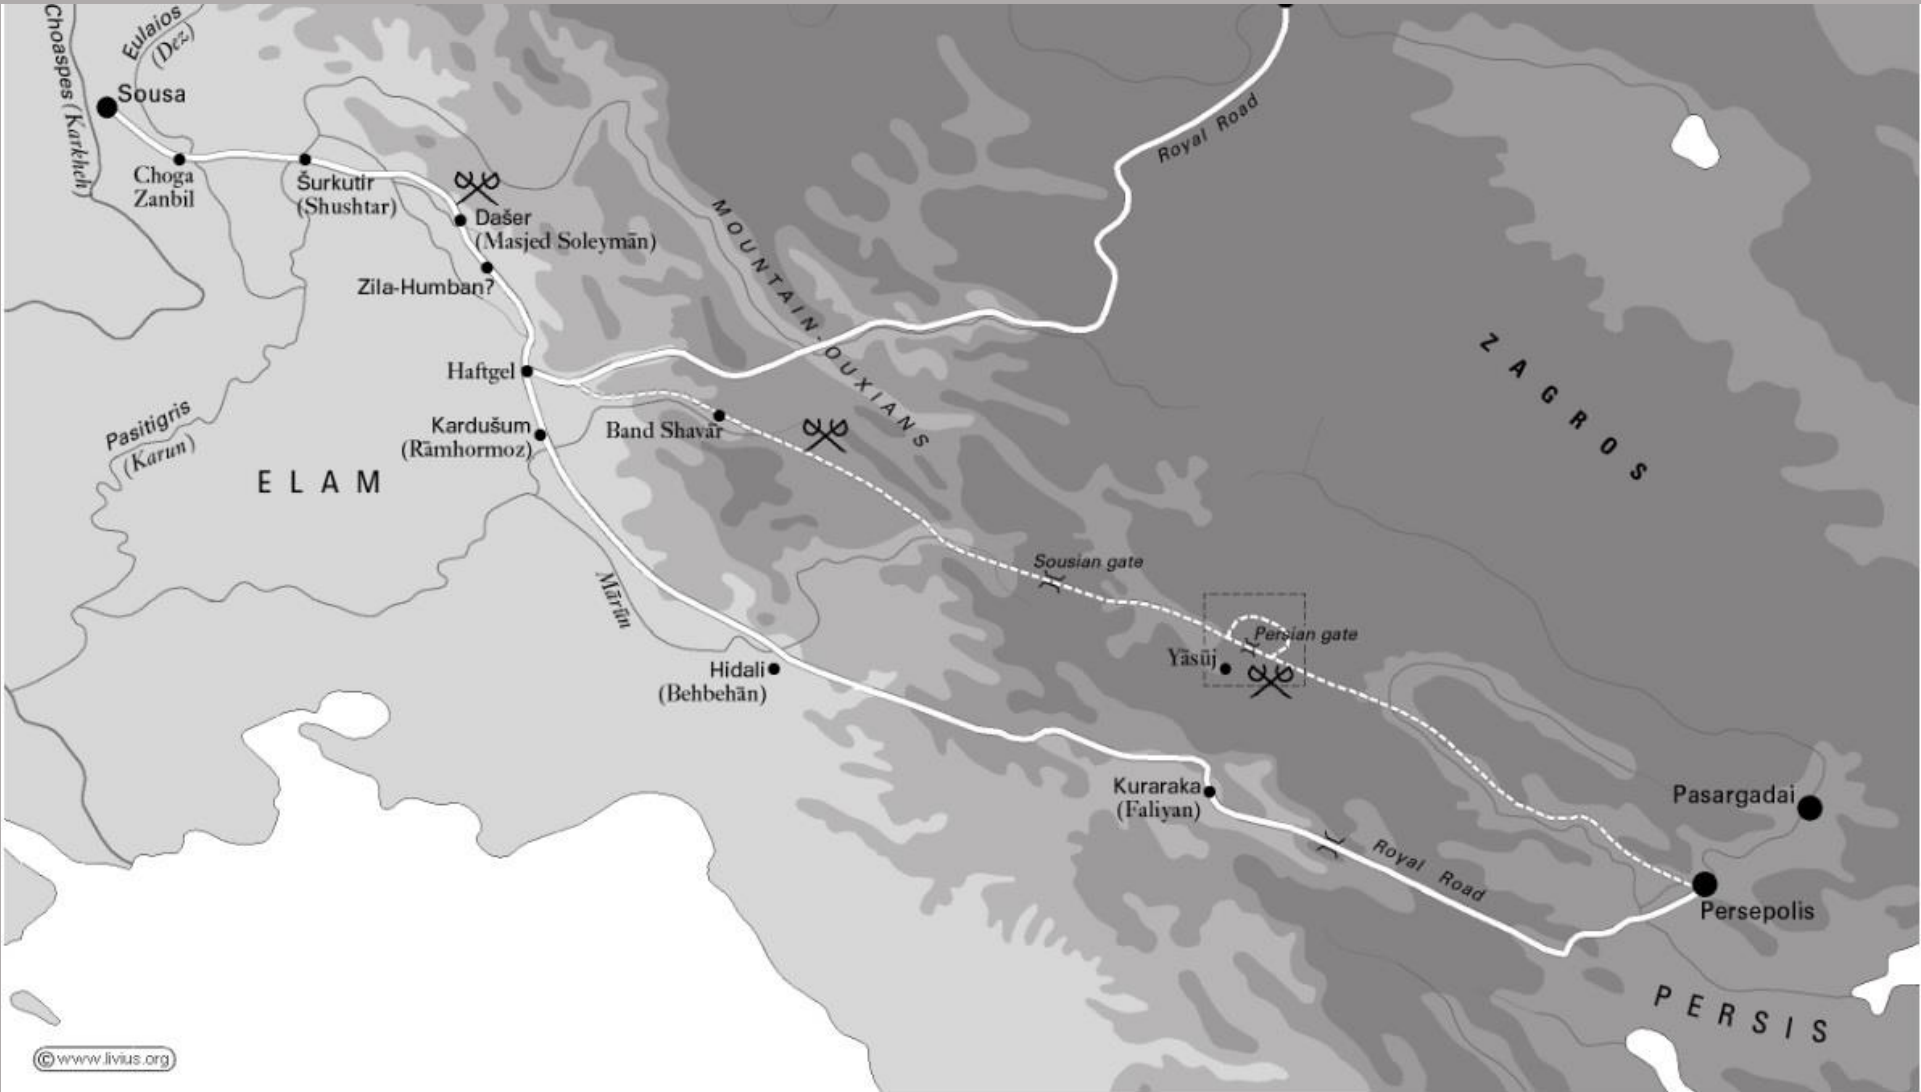 Choaspes (Karkheh)
Eulaios
(Dez)
Sousa
Choga
Zanbil
Šurkutir
(Shushtar)
Dašer
(Masjed Soleymān)
Zila-Humban?
Haftgel
Kardušum
(Rāmhormoz)
Band Shavār
Pasitigris
(Karun)
ELAM
MOUNTAIN-OUXIANS
Royal Road
ZAGROS
Mārūn
Hidali
(Behbehān)
Sousian gate
Persian gate
Yāsūj
Kuraraka
(Faliyan)
Royal Road
Pasargadai
Persepolis
PERSIS
© www.livius.org